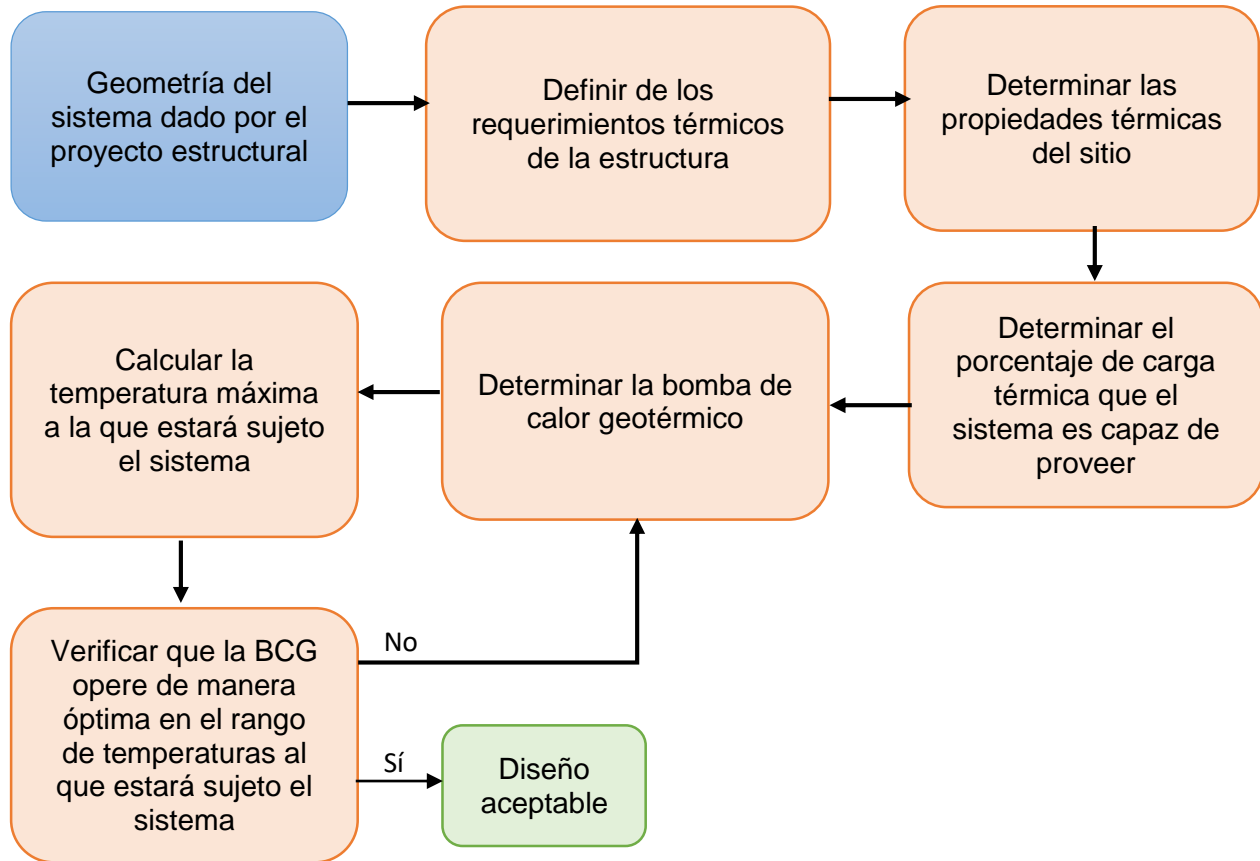 Geometría del
sistema dado por el
proyecto estructural
Definir de los
requerimientos térmicos
de la estructura
Determinar las
propiedades térmicas
del sitio
Determinar el
porcentaje de carga
térmica que el
sistema es capaz de
proveer
Determinar la bomba de
calor geotérmico
Calcular la
temperatura máxima
a la que estará sujeto
el sistema
Verificar que la BCG
opere de manera
óptima en el rango
de temperaturas al
que estará sujeto el
sistema
No
Sí
Diseño
aceptable